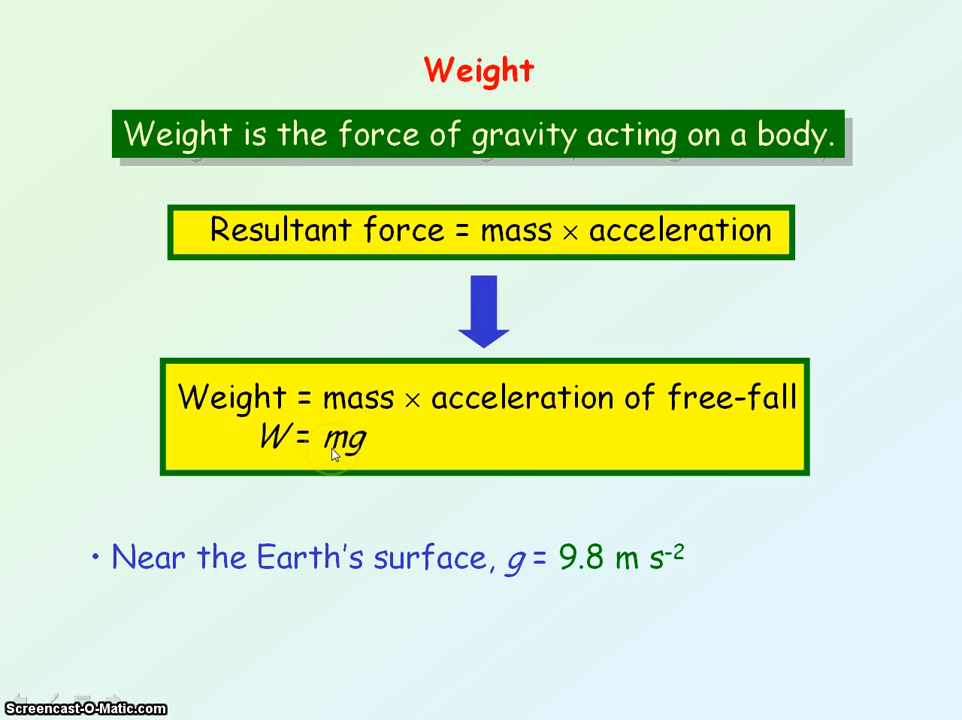 Weight
Weight is the force of gravity acting on a body.
Resultant force = mass × acceleration
Weight = mass × acceleration of free-fall
W = mg
• Near the Earth's surface, g = 9.8 m s⁻²
Screencast-O-Matic.com